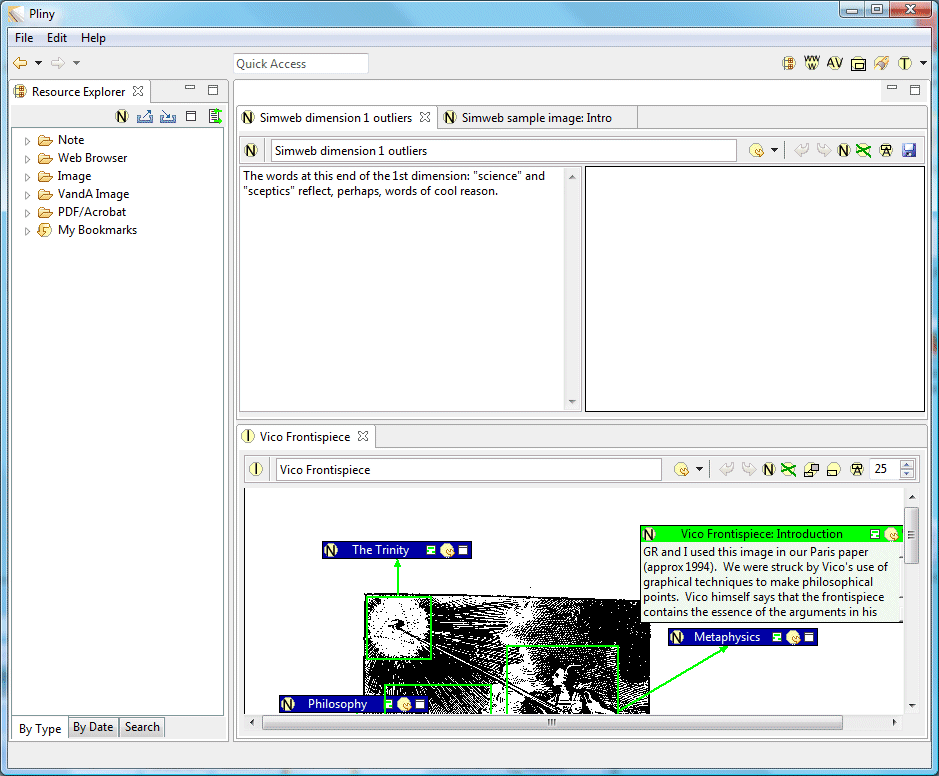 Pliny
File Edit Help
Quick Access
WW
W
AV
T
Resource Explorer
N
Note
Web Browser
Image
VandA Image
PDF/Acrobat
My Bookmarks
By Type By Date Search
N Simweb dimension 1 outliers N Simweb sample image: Intro
N Simweb dimension 1 outliers N A
The words at this end of the 1st dimension: "science" and
"sceptics" reflect, perhaps, words of cool reason.
I Vico Frontispiece
I Vico Frontispiece N A 25
N The Trinity
N Vico Frontispiece: Introduction
GR and I used this image in our Paris paper
(approx 1994). We were struck by Vico's use of
graphical techniques to make philosophical
points. Vico himself says that the frontispiece
contains the essence of the arguments in his
N Metaphysics
N Philosophy